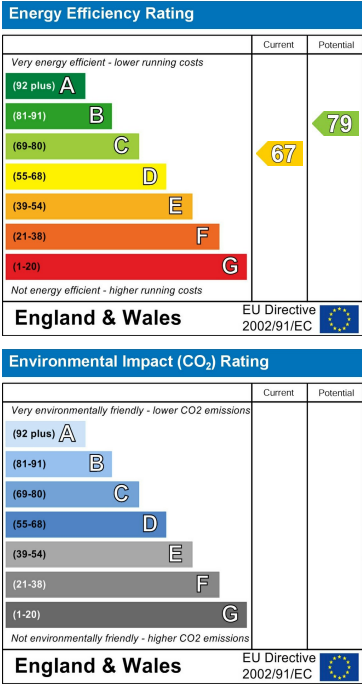 Energy Efficiency Rating
Current Potential
Very energy efficient - lower running costs
(92 plus) A
(81-91) B
79
(69-80) C
67
(55-68) D
(39-54) E
(21-38) F
(1-20) G
Not energy efficient - higher running costs
England & Wales
EU Directive
2002/91/EC
Environmental Impact (CO₂) Rating
Current Potential
Very environmentally friendly - lower CO2 emissions
(92 plus) A
(81-91) B
(69-80) C
(55-68) D
(39-54) E
(21-38) F
(1-20) G
Not environmentally friendly - higher CO2 emissions
England & Wales
EU Directive
2002/91/EC